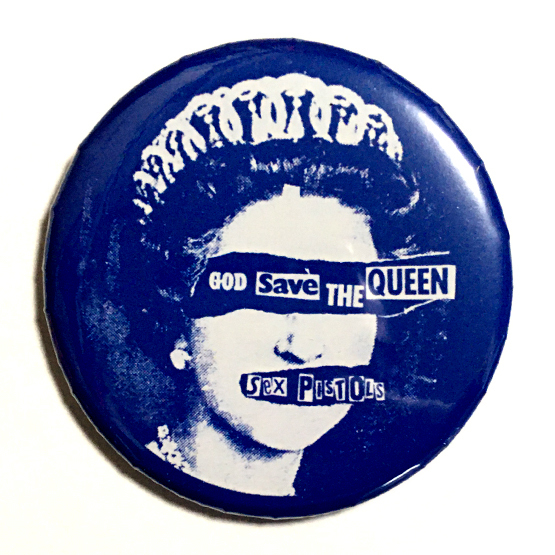 GOD Save THE QUEEN
SEX PISTOLS